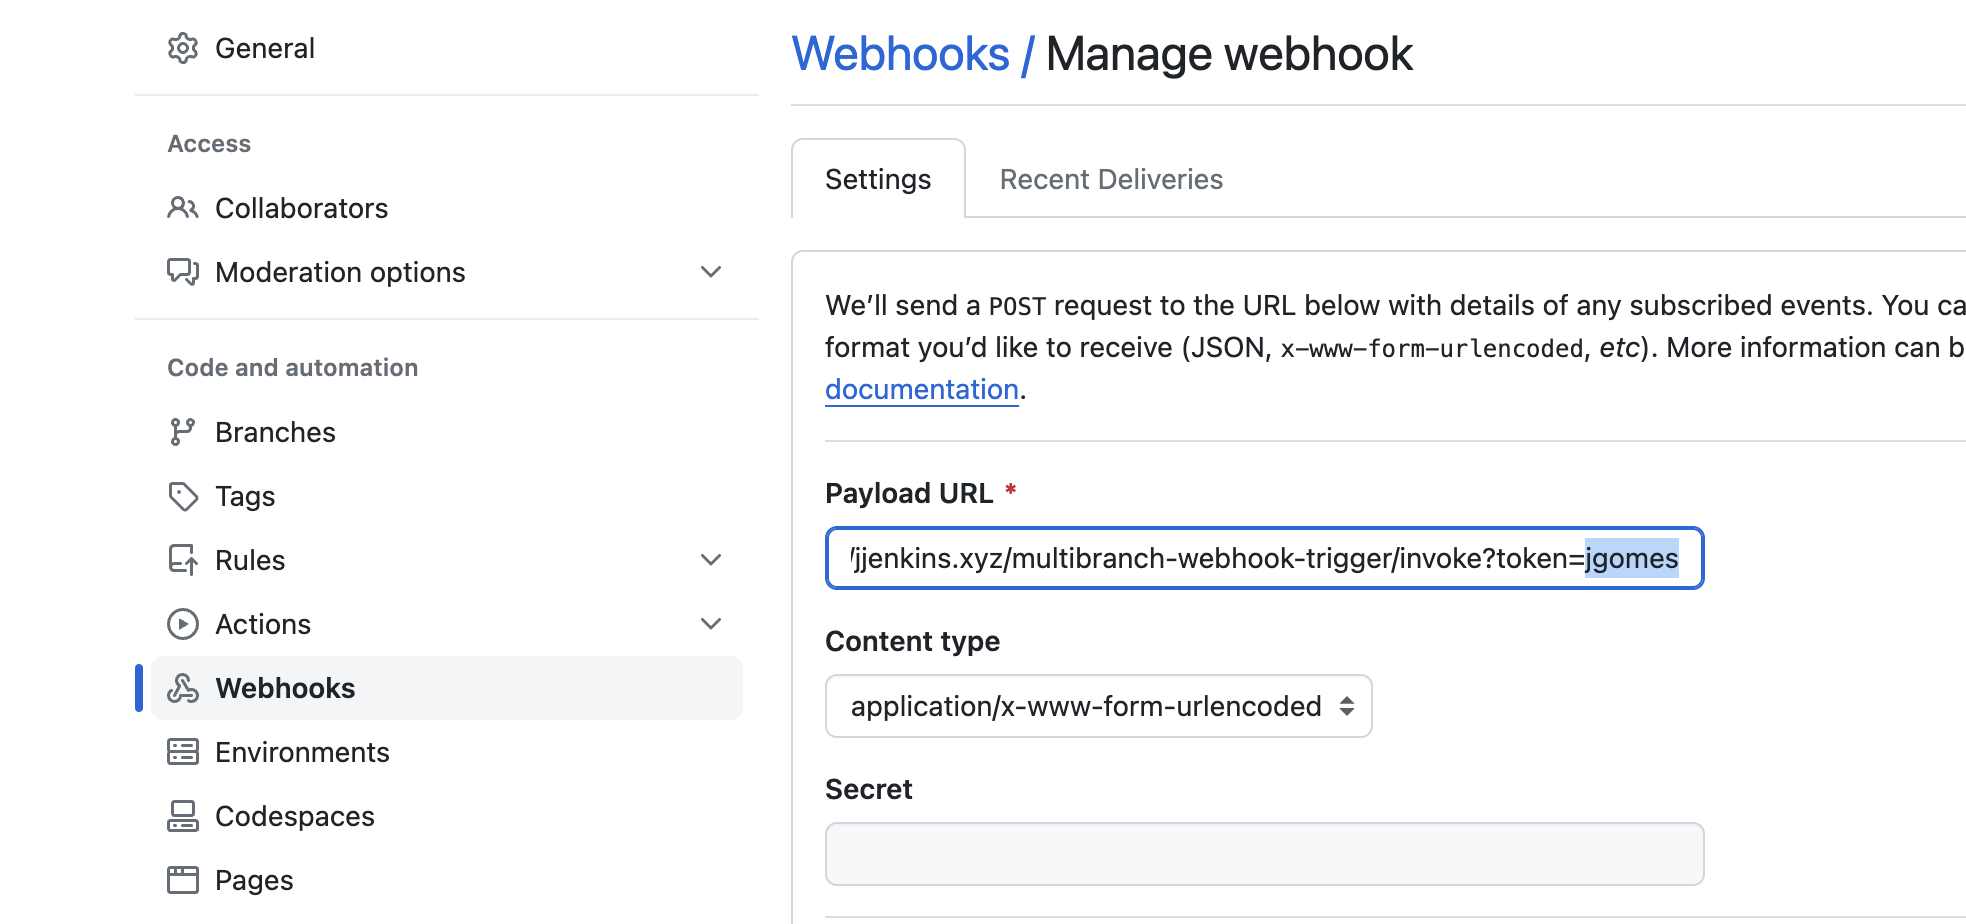 General
Access
Collaborators
Moderation options
Code and automation
Branches
Tags
Rules
Actions
Webhooks
Environments
Codespaces
Pages
Webhooks / Manage webhook
Settings
Recent Deliveries
We’ll send a POST request to the URL below with details of any subscribed events. You ca
format you’d like to receive (JSON, x-www-form-urlencoded, etc). More information can b
documentation.
Payload URL *
/jjenkins.xyz/multibranch-webhook-trigger/invoke?token=jgomes
Content type
application/x-www-form-urlencoded
Secret